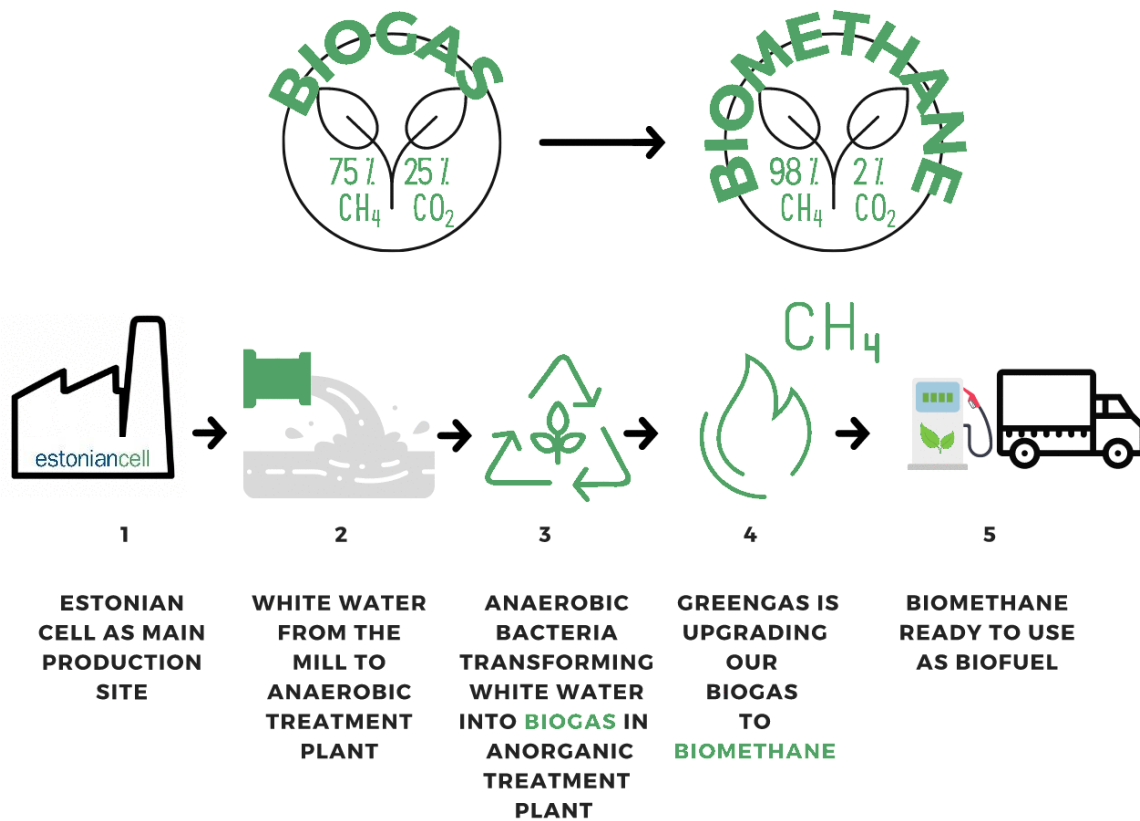 BIOGAS
75% 25%
CH₄ CO₂
BIOMETHANE
98% 2%
CH₄ CO₂
estoniancell
CH₄
1
ESTONIAN
CELL AS MAIN
PRODUCTION
SITE
2
WHITE WATER
FROM THE
MILL TO
ANAEROBIC
TREATMENT
PLANT
3
ANAEROBIC
BACTERIA
TRANSFORMING
WHITE WATER
INTO BIOGAS IN
ANORGANIC
TREATMENT
PLANT
4
GREENGAS IS
UPGRADING
OUR
BIOGAS
TO
BIOMETHANE
5
BIOMETHANE
READY TO USE
AS BIOFUEL